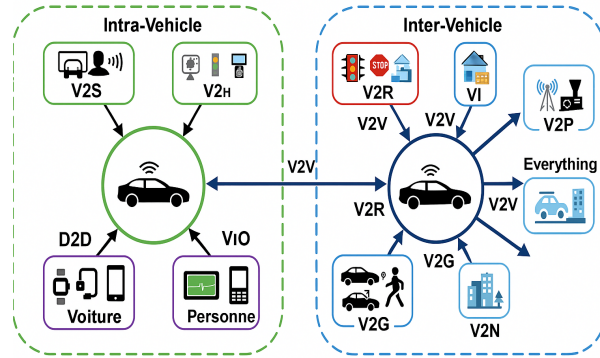 Intra-Vehicle
Inter-Vehicle
V2S
V2H
STOP
V2R
VI
V2P
V2V
V2V
V2V
Everything
V2R
V2V
D2D
VIO
V2G
Voiture
Personne
V2G
V2N